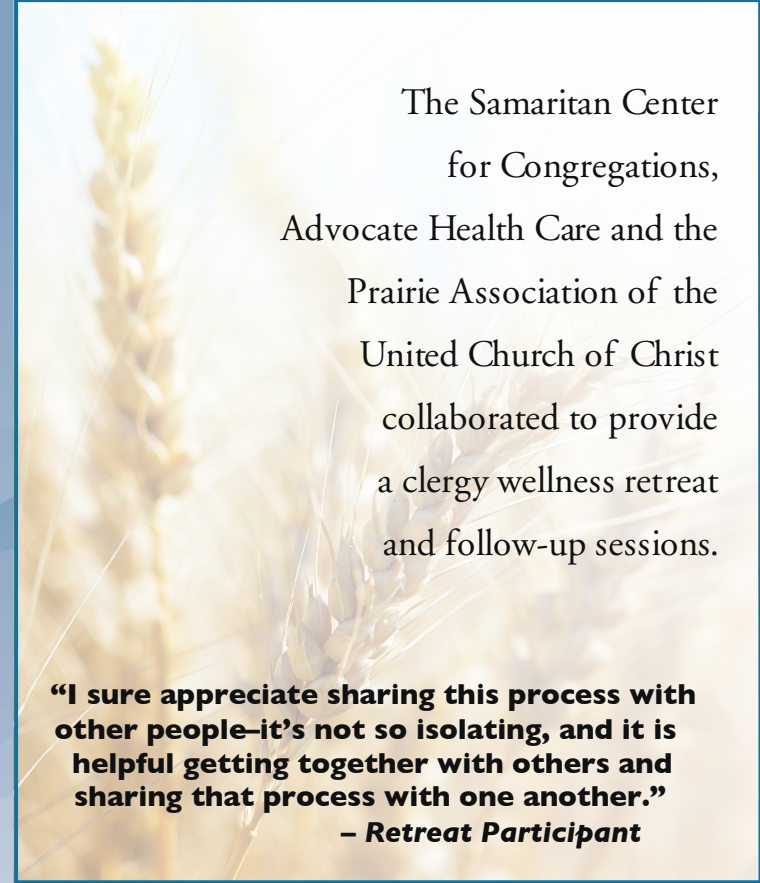 The Samaritan Center
for Congregations,
Advocate Health Care and the
Prairie Association of the
United Church of Christ
collaborated to provide
a clergy wellness retreat
and follow-up sessions.
“I sure appreciate sharing this process with
other people–it’s not so isolating, and it is
helpful getting together with others and
sharing that process with one another.”
– Retreat Participant